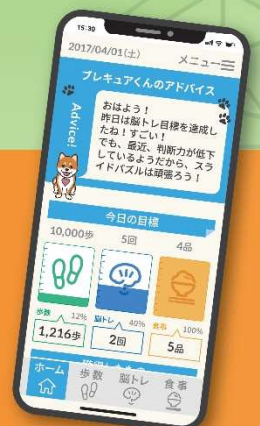 15:30
2017/04/01(土)
メニュー
プレキュアくんのアドバイス
Advice!
おはよう！
昨日は脳トレ目標を達成し
たね！すごい！
でも、最近、判断力が低下
しているようだから、スラ
イドパズルは頑張ろう！
今日の目標
10,000歩 5回 4品
歩数 12% 脳トレ 40% 食事 100%
1,216歩 2回 5品
ホーム 歩数 脳トレ 食事